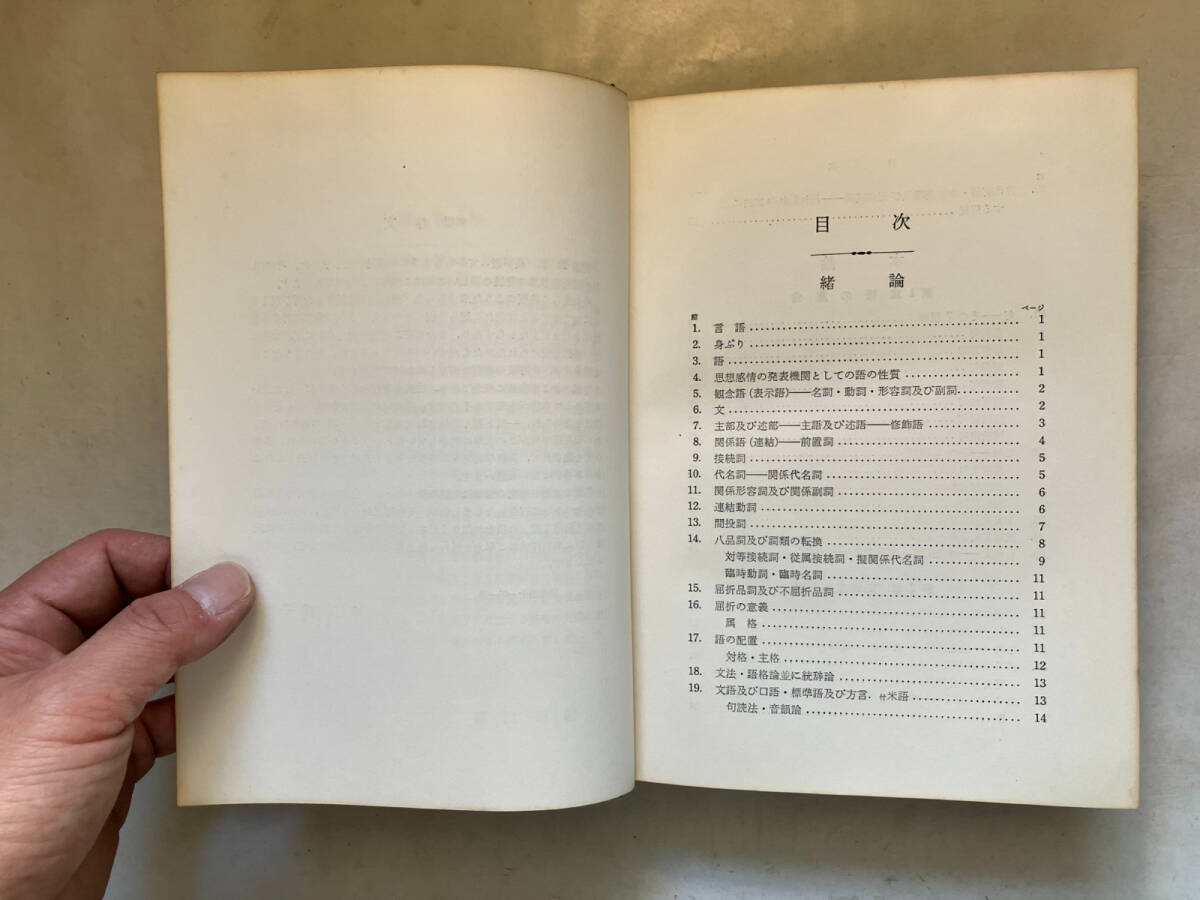 目 次
緒 論
節 ページ
1. 言 語 1
2. 身ぶり 1
3. 語 1
4. 思想感情の発表機関としての語の性質 1
5. 観念語(表示語)——名詞・動詞・形容詞及び副詞 2
6. 文 2
7. 主部及び述部——主語及び述語——修飾語 3
8. 関係語(連結)——前置詞 4
9. 接続詞 5
10. 代名詞——関係代名詞 5
11. 関係形容詞及び関係副詞 6
12. 連結動詞 6
13. 間投詞 7
14. 八品詞及び詞類の転換 8
対等接続詞・従属接続詞・擬関係代名詞 9
臨時動詞・臨時名詞 11
15. 屈折品詞及び不屈折品詞 11
16. 屈折の意義 11
属 格 11
17. 語の配置 11
対格・主格 12
18. 文法・語格論並に統辞論 13
19. 文語及び口語・標準語及び方言. 米語 13
句読法・音韻論 14